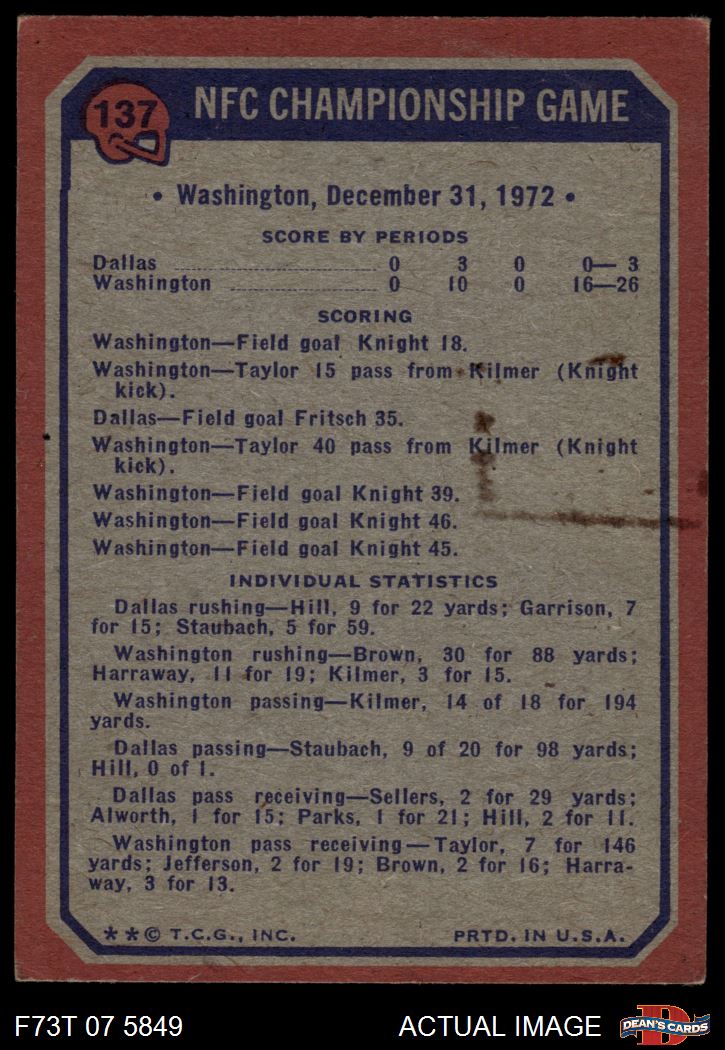 137
NFC CHAMPIONSHIP GAME
• Washington, December 31, 1972 •
SCORE BY PERIODS
Dallas ........................ 0 3 0 0— 3
Washington ................ 0 10 0 16—26
SCORING
Washington—Field goal Knight 18.
Washington—Taylor 15 pass from Kilmer (Knight
kick).
Dallas—Field goal Fritsch 35.
Washington—Taylor 40 pass from Kilmer (Knight
kick).
Washington—Field goal Knight 39.
Washington—Field goal Knight 46.
Washington—Field goal Knight 45.
INDIVIDUAL STATISTICS
Dallas rushing—Hill, 9 for 22 yards; Garrison, 7
for 15; Staubach, 5 for 59.
Washington rushing—Brown, 30 for 88 yards;
Harraway, 11 for 19; Kilmer, 3 for 15.
Washington passing—Kilmer, 14 of 18 for 194
yards.
Dallas passing—Staubach, 9 of 20 for 98 yards;
Hill, 0 of 1.
Dallas pass receiving—Sellers, 2 for 29 yards;
Alworth, 1 for 15; Parks, 1 for 21; Hill, 2 for 11.
Washington pass receiving—Taylor, 7 for 146
yards; Jefferson, 2 for 19; Brown, 2 for 16; Harra-
way, 3 for 13.
**© T.C.G., INC. PRTD. IN U.S.A.
F73T 07 5849 ACTUAL IMAGE D DEAN'S CARDS